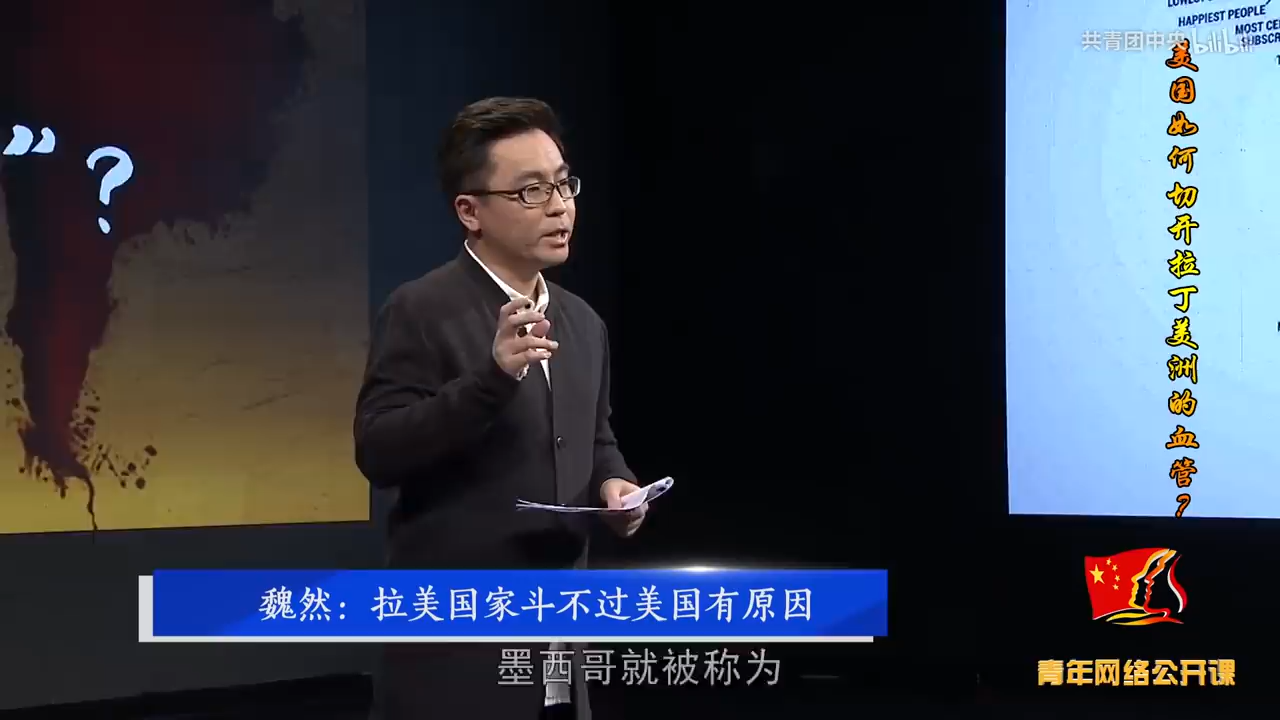 ”？
HAPPIEST PEOPLE
MOST
共青团中央
bilibili
美国如何切开拉丁美洲的血管？
魏然：拉美国家斗不过美国有原因
墨西哥就被称为
青年网络公开课